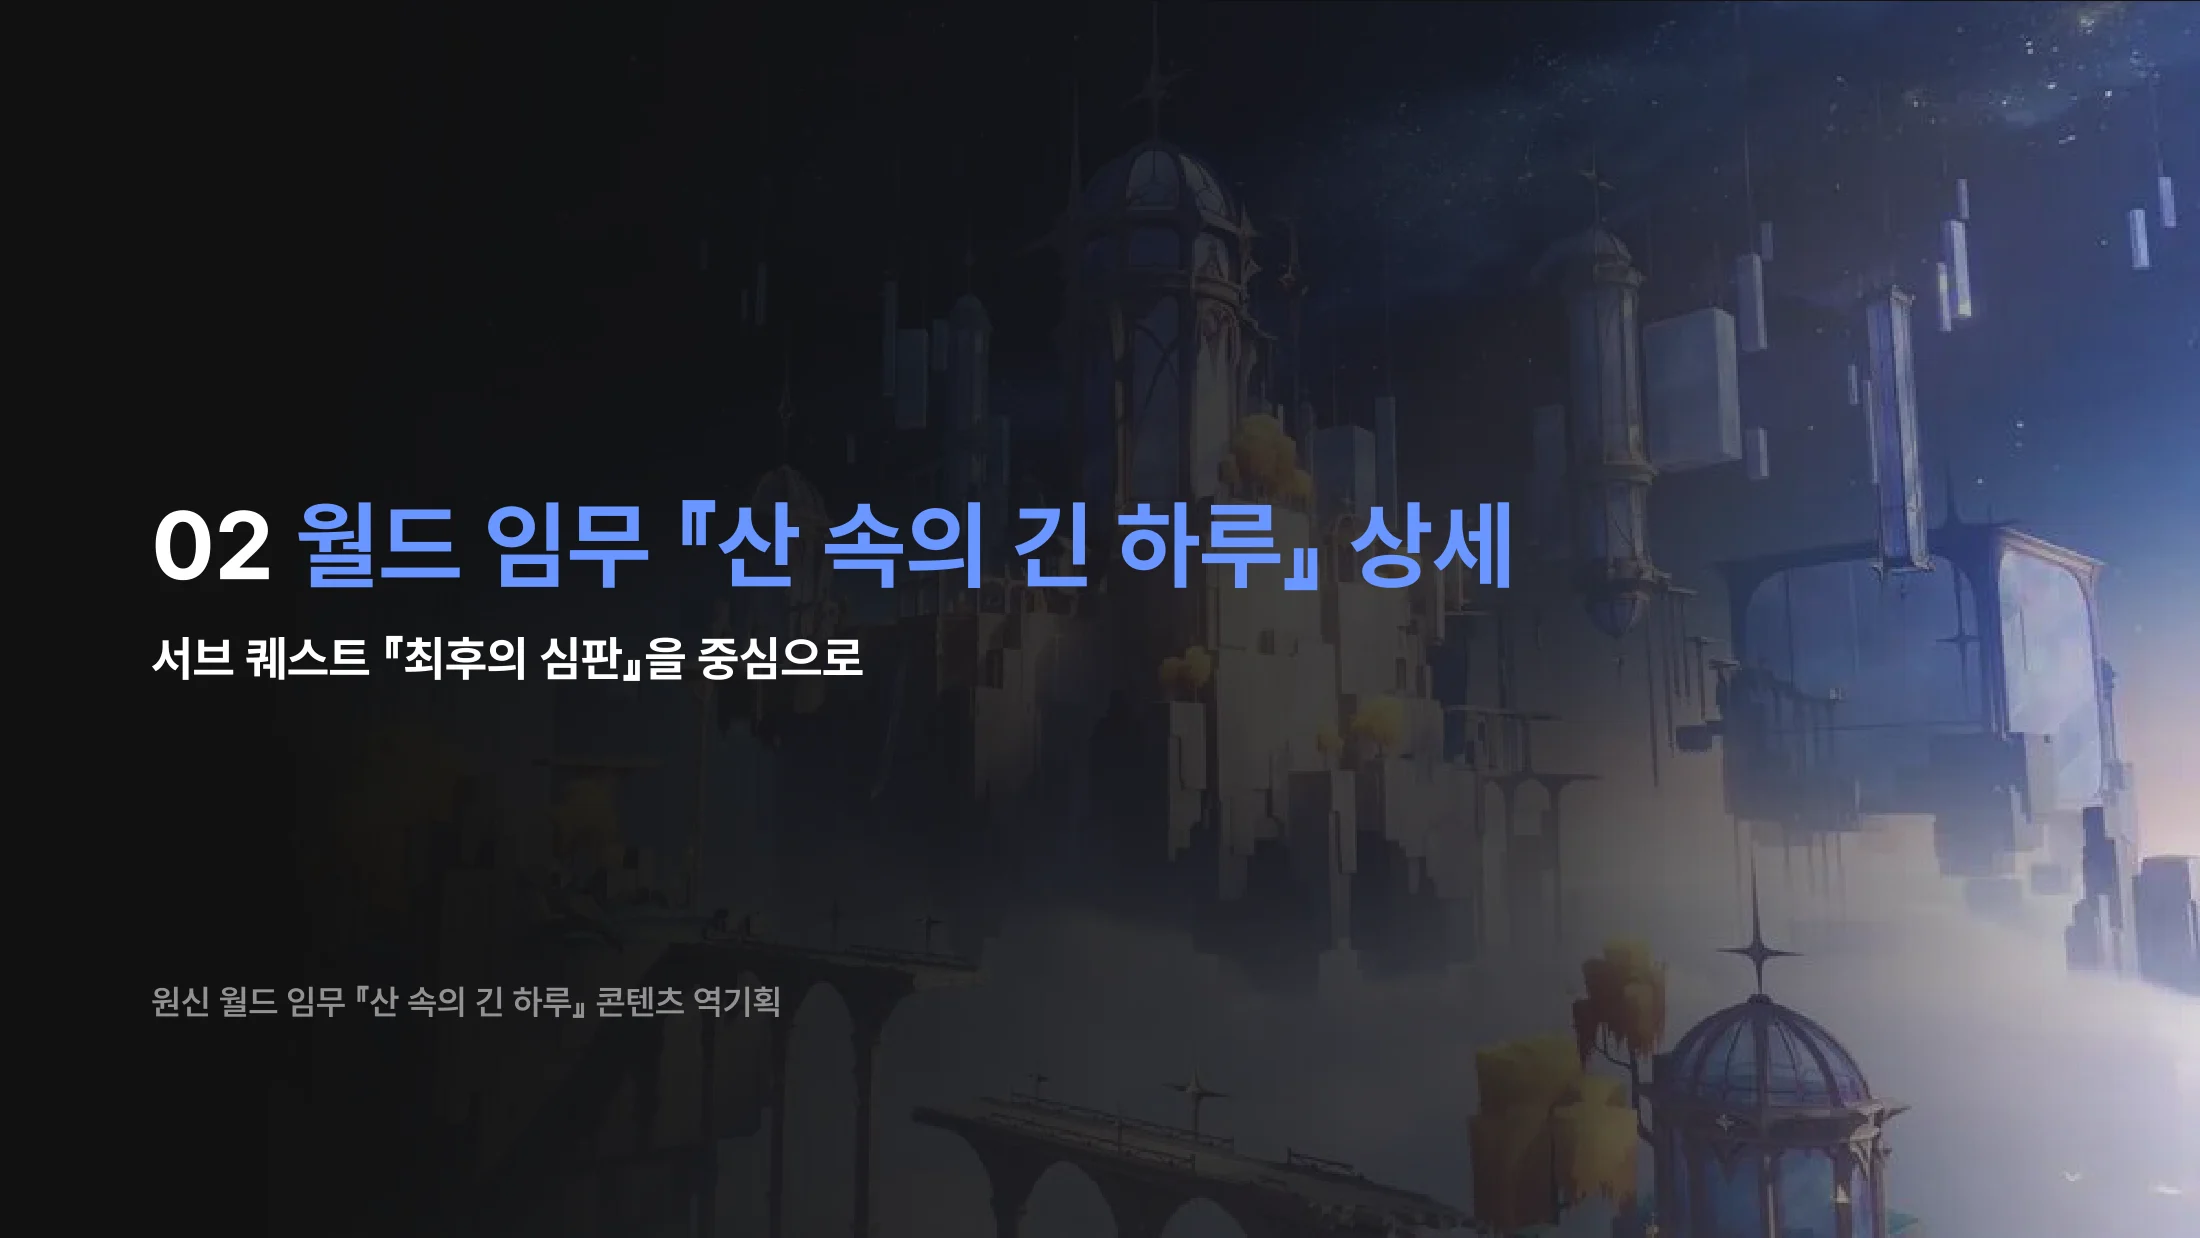 02 월드 임무 『산 속의 긴 하루』 상세
서브 퀘스트 『최후의 심판』을 중심으로
원신 월드 임무 『산 속의 긴 하루』 콘텐츠 역기획